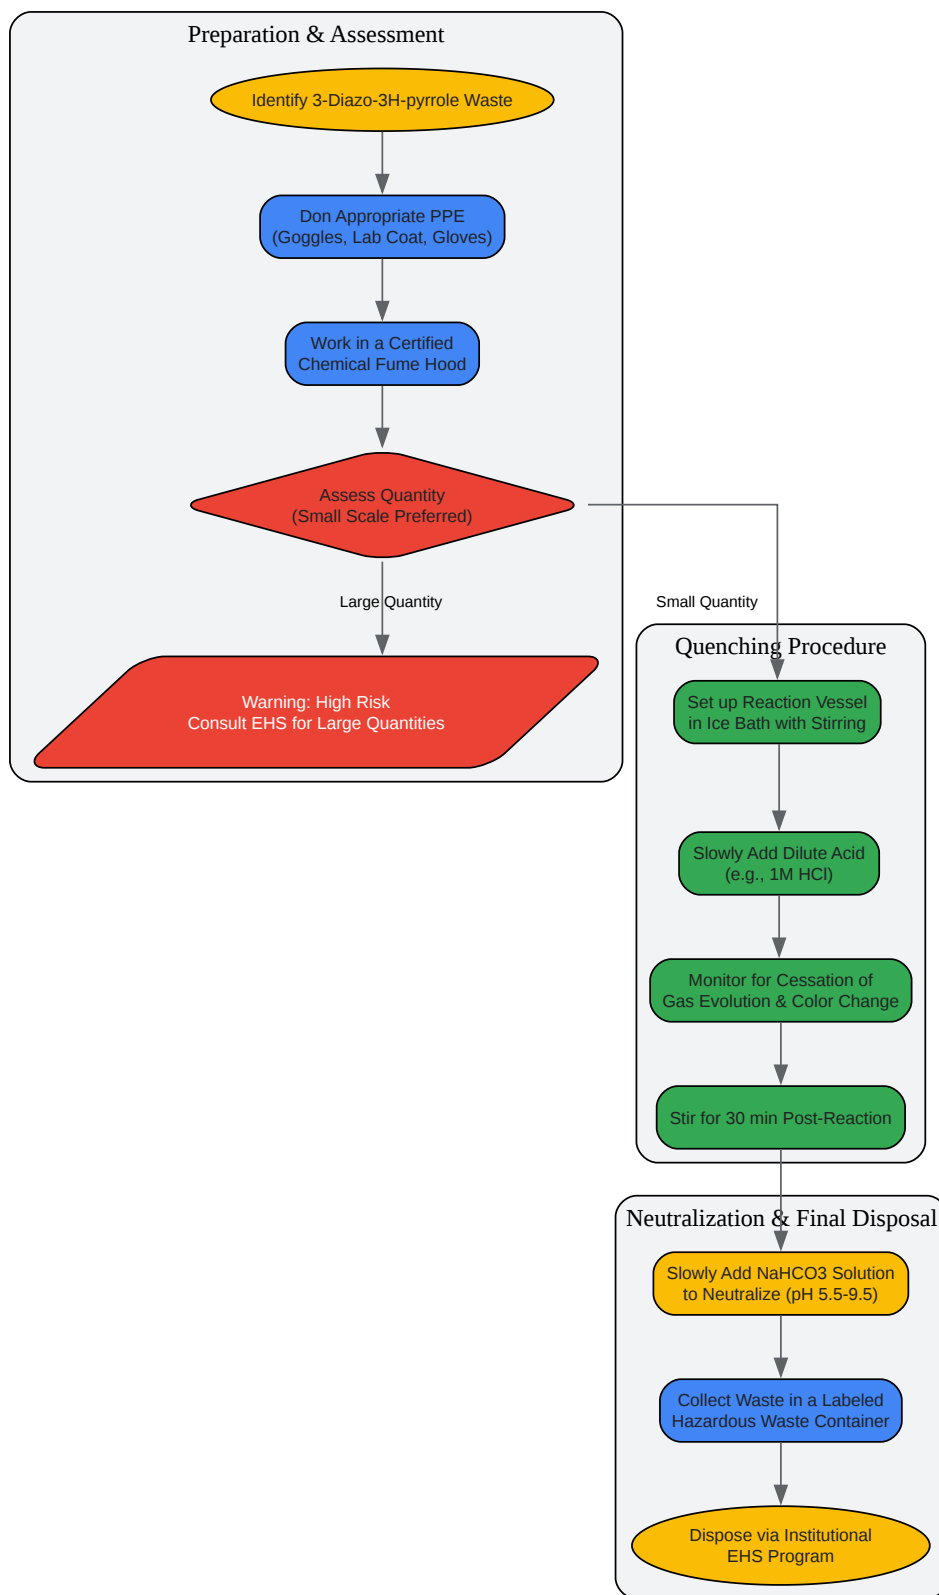 Preparation & Assessment
Identify 3-Diazo-3H-pyrrole Waste
Don Appropriate PPE
(Goggles, Lab Coat, Gloves)
Work in a Certified
Chemical Fume Hood
Assess Quantity
(Small Scale Preferred)
Large Quantity
Small Quantity
Warning: High Risk
Consult EHS for Large Quantities
Quenching Procedure
Set up Reaction Vessel
in Ice Bath with Stirring
Slowly Add Dilute Acid
(e.g., 1M HCl)
Monitor for Cessation of
Gas Evolution & Color Change
Stir for 30 min Post-Reaction
Neutralization & Final Disposal
Slowly Add NaHCO3 Solution
to Neutralize (pH 5.5-9.5)
Collect Waste in a Labeled
Hazardous Waste Container
Dispose via Institutional
EHS Program